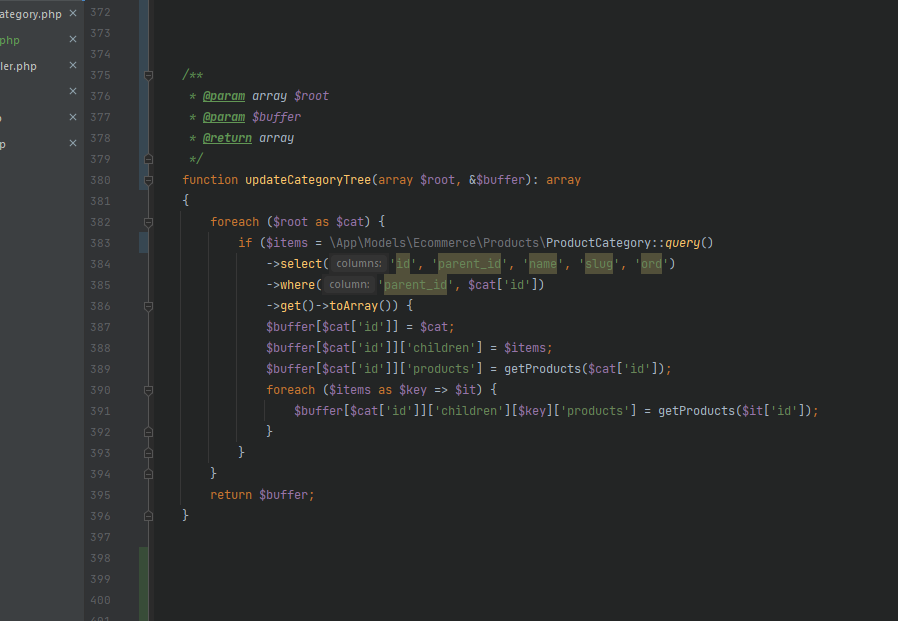 ategory.php ×
php ×
ler.php ×
×
×
p ×
372
373
374
375 /**
376 * @param array $root
377 * @param $buffer
378 * @return array
379 */
380 function updateCategoryTree(array $root, &$buffer): array
381 {
382 foreach ($root as $cat) {
383 if ($items = \App\Models\Ecommerce\Products\ProductCategory::query()
384 ->select( columns: 'id', 'parent_id', 'name', 'slug', 'ord')
385 ->where( column: 'parent_id', $cat['id'])
386 ->get()->toArray()) {
387 $buffer[$cat['id']] = $cat;
388 $buffer[$cat['id']]['children'] = $items;
389 $buffer[$cat['id']]['products'] = getProducts($cat['id']);
390 foreach ($items as $key => $it) {
391 $buffer[$cat['id']]['children'][$key]['products'] = getProducts($it['id']);
392 }
393 }
394 }
395 return $buffer;
396 }
397
398
399
400
401